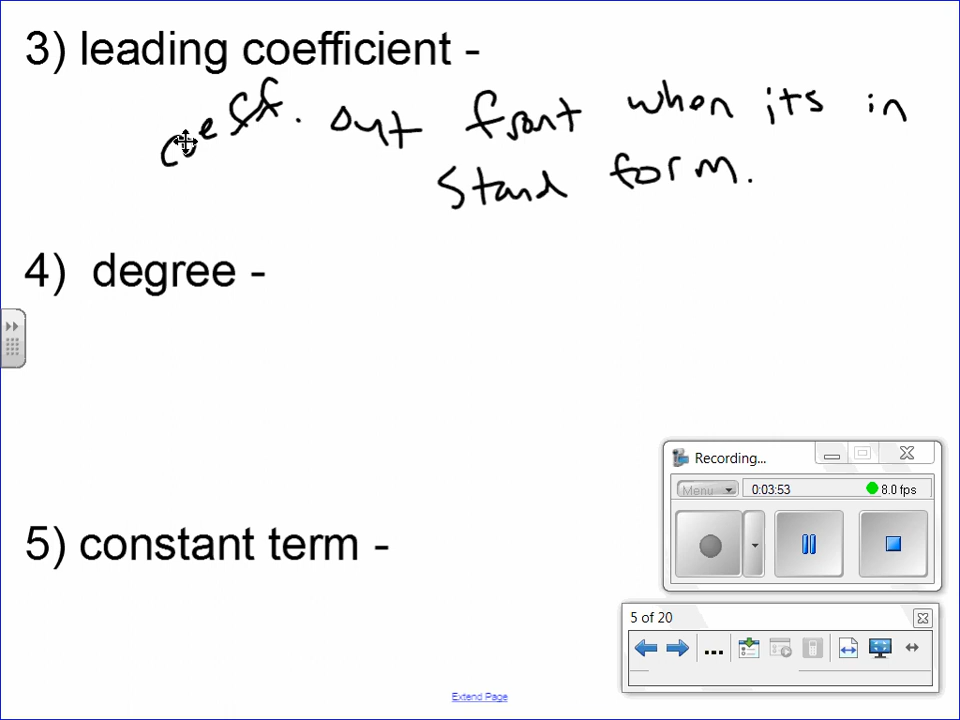 3) leading coefficient -
coeff. out front when its in
stand form.
4) degree -
5) constant term -
Recording...
Menu
0:03:53
8.0 fps
5 of 20
...
Extend Page